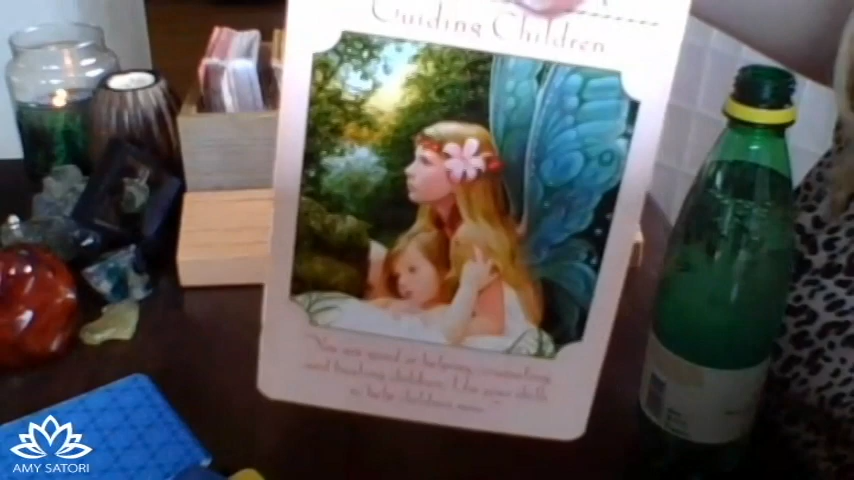 Guiding Children
You are good at helping, counseling,
and healing children. Use your skills
to help children now.
AMY SATORI